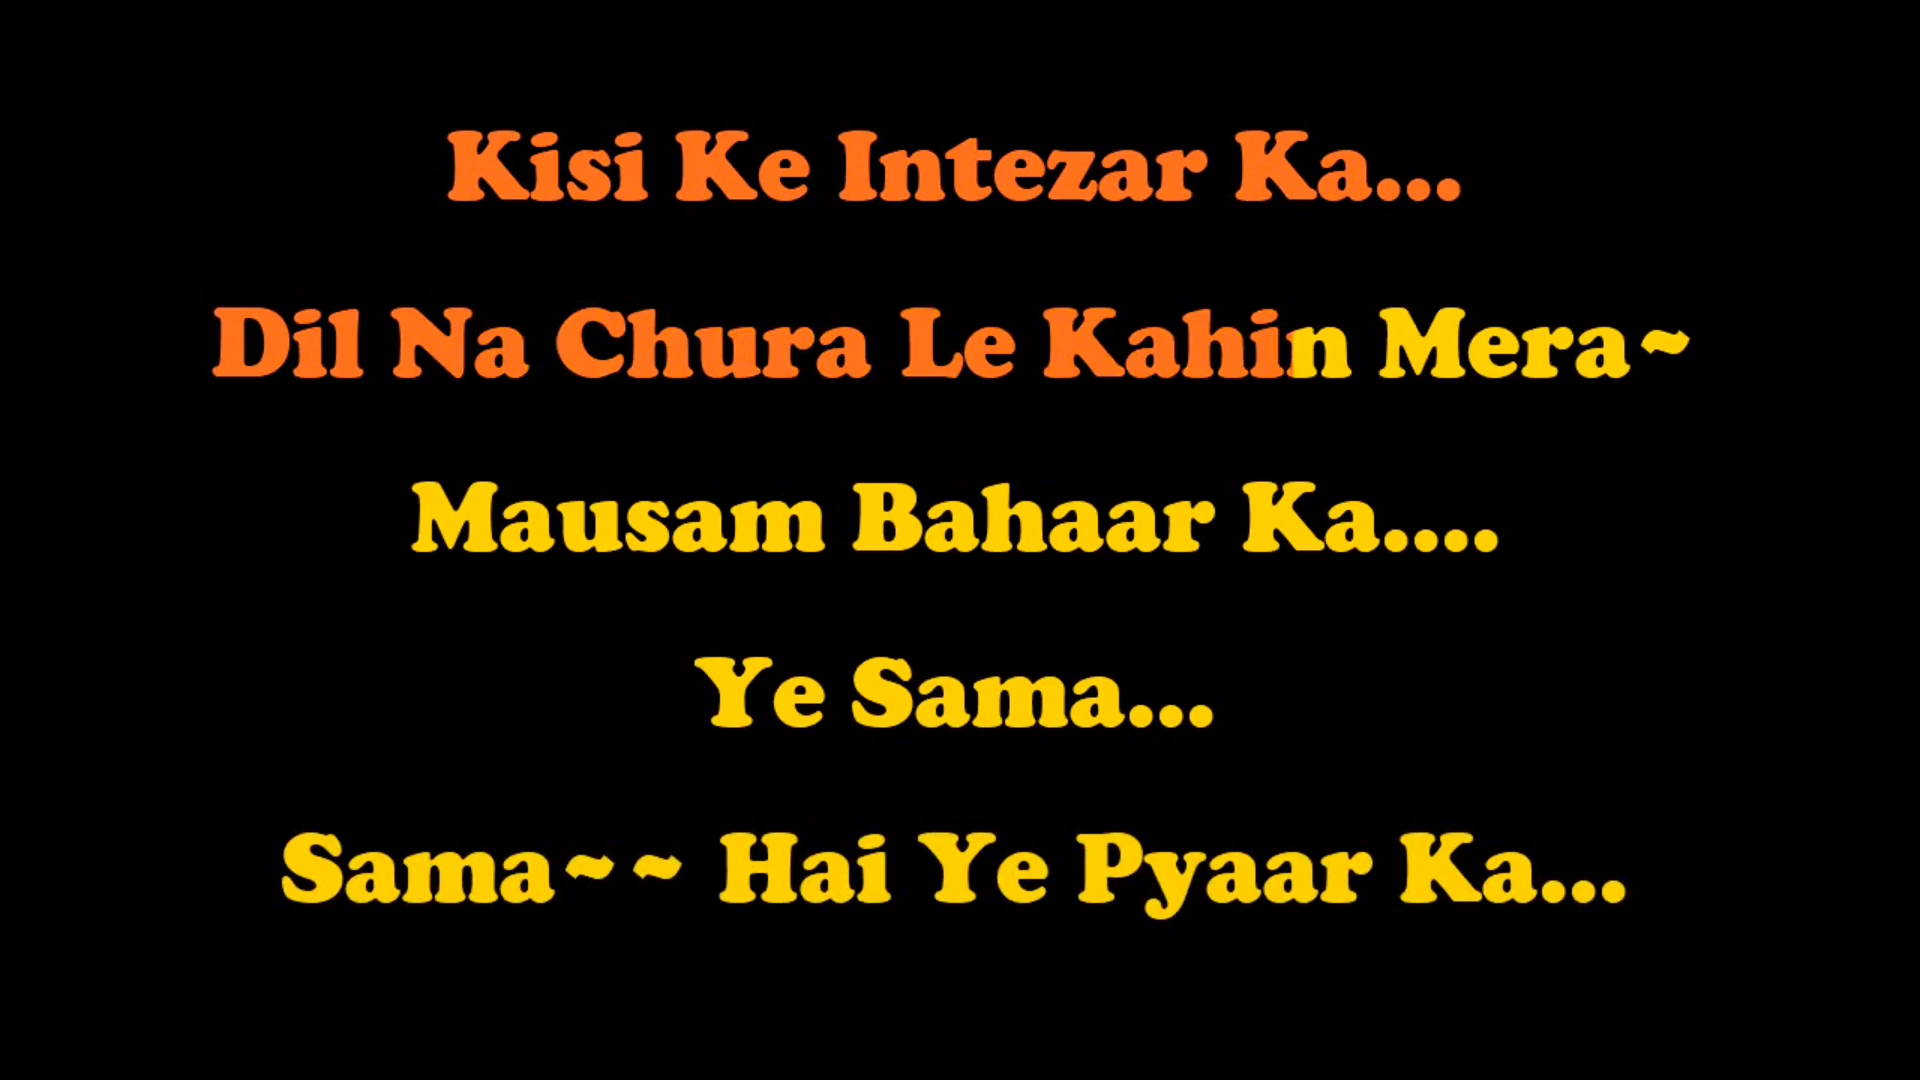 Kisi Ke Intezar Ka...
Dil Na Chura Le Kahin Mera~
Mausam Bahaar Ka....
Ye Sama...
Sama~~ Hai Ye Pyaar Ka...